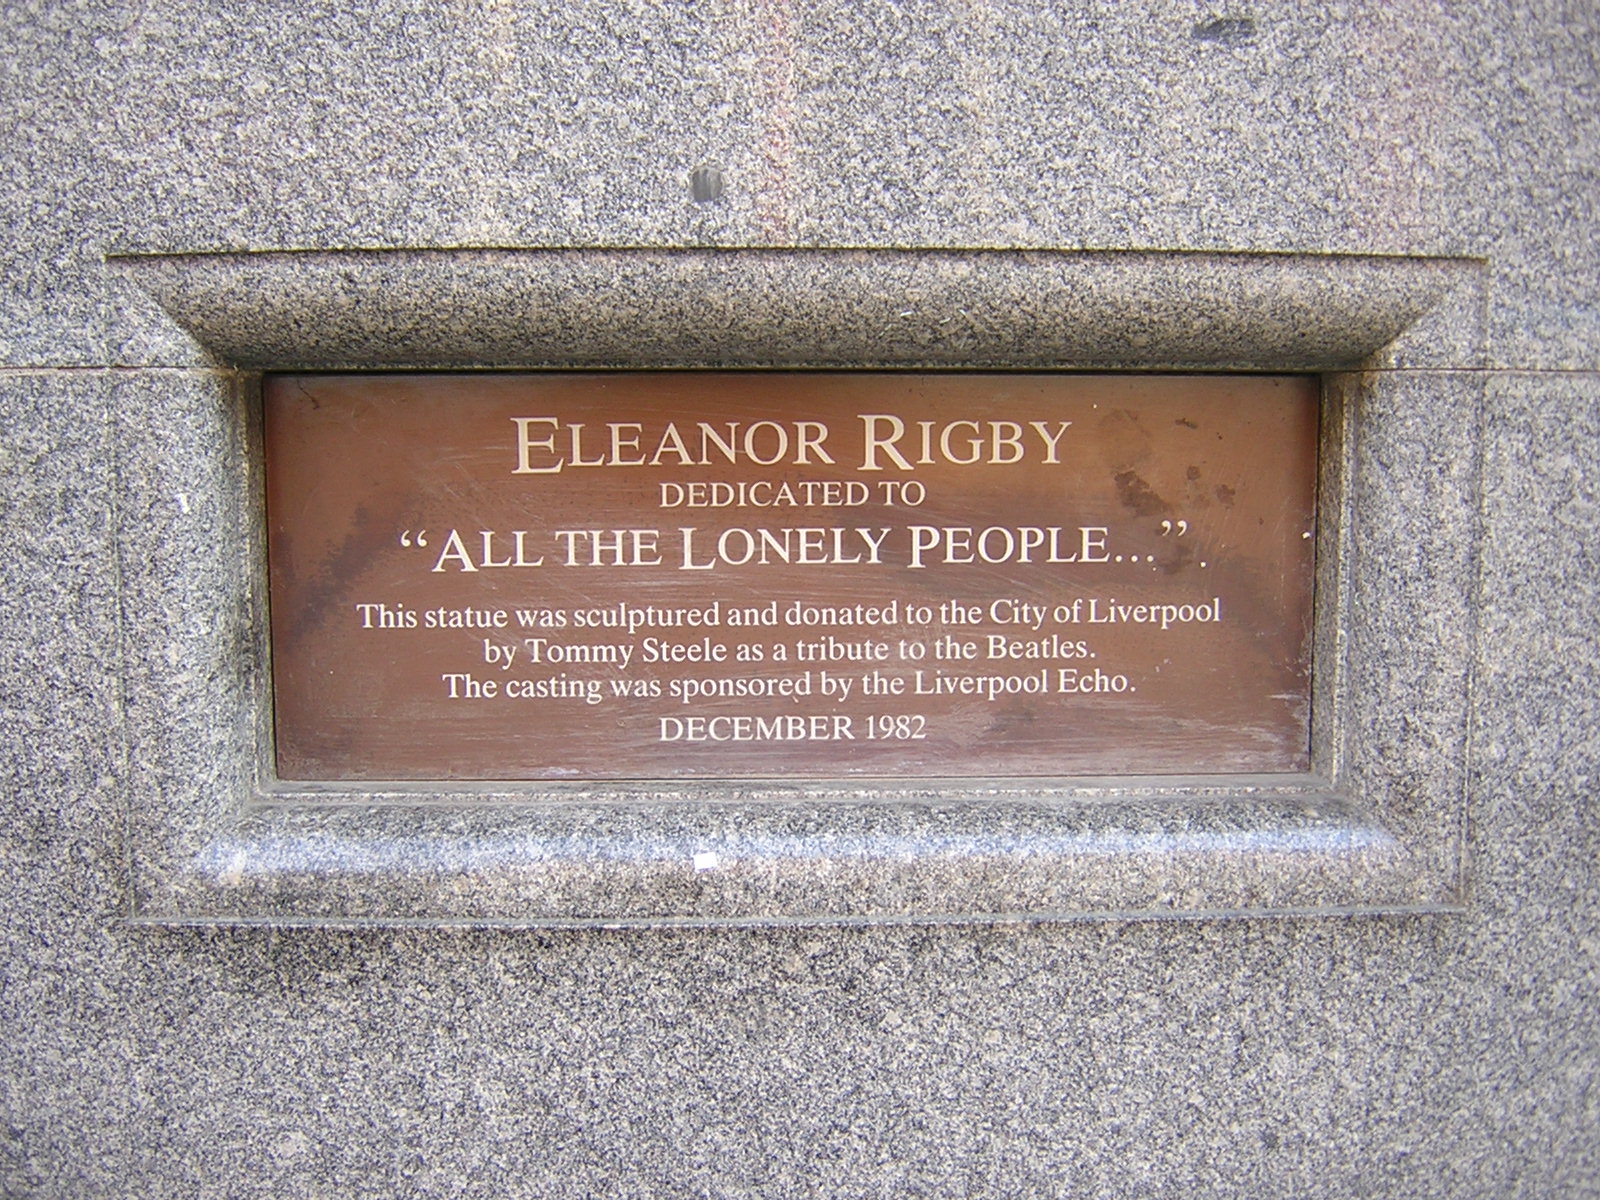 ELEANOR RIGBY
DEDICATED TO
“ALL THE LONELY PEOPLE...”
This statue was sculptured and donated to the City of Liverpool
by Tommy Steele as a tribute to the Beatles.
The casting was sponsored by the Liverpool Echo.
DECEMBER 1982